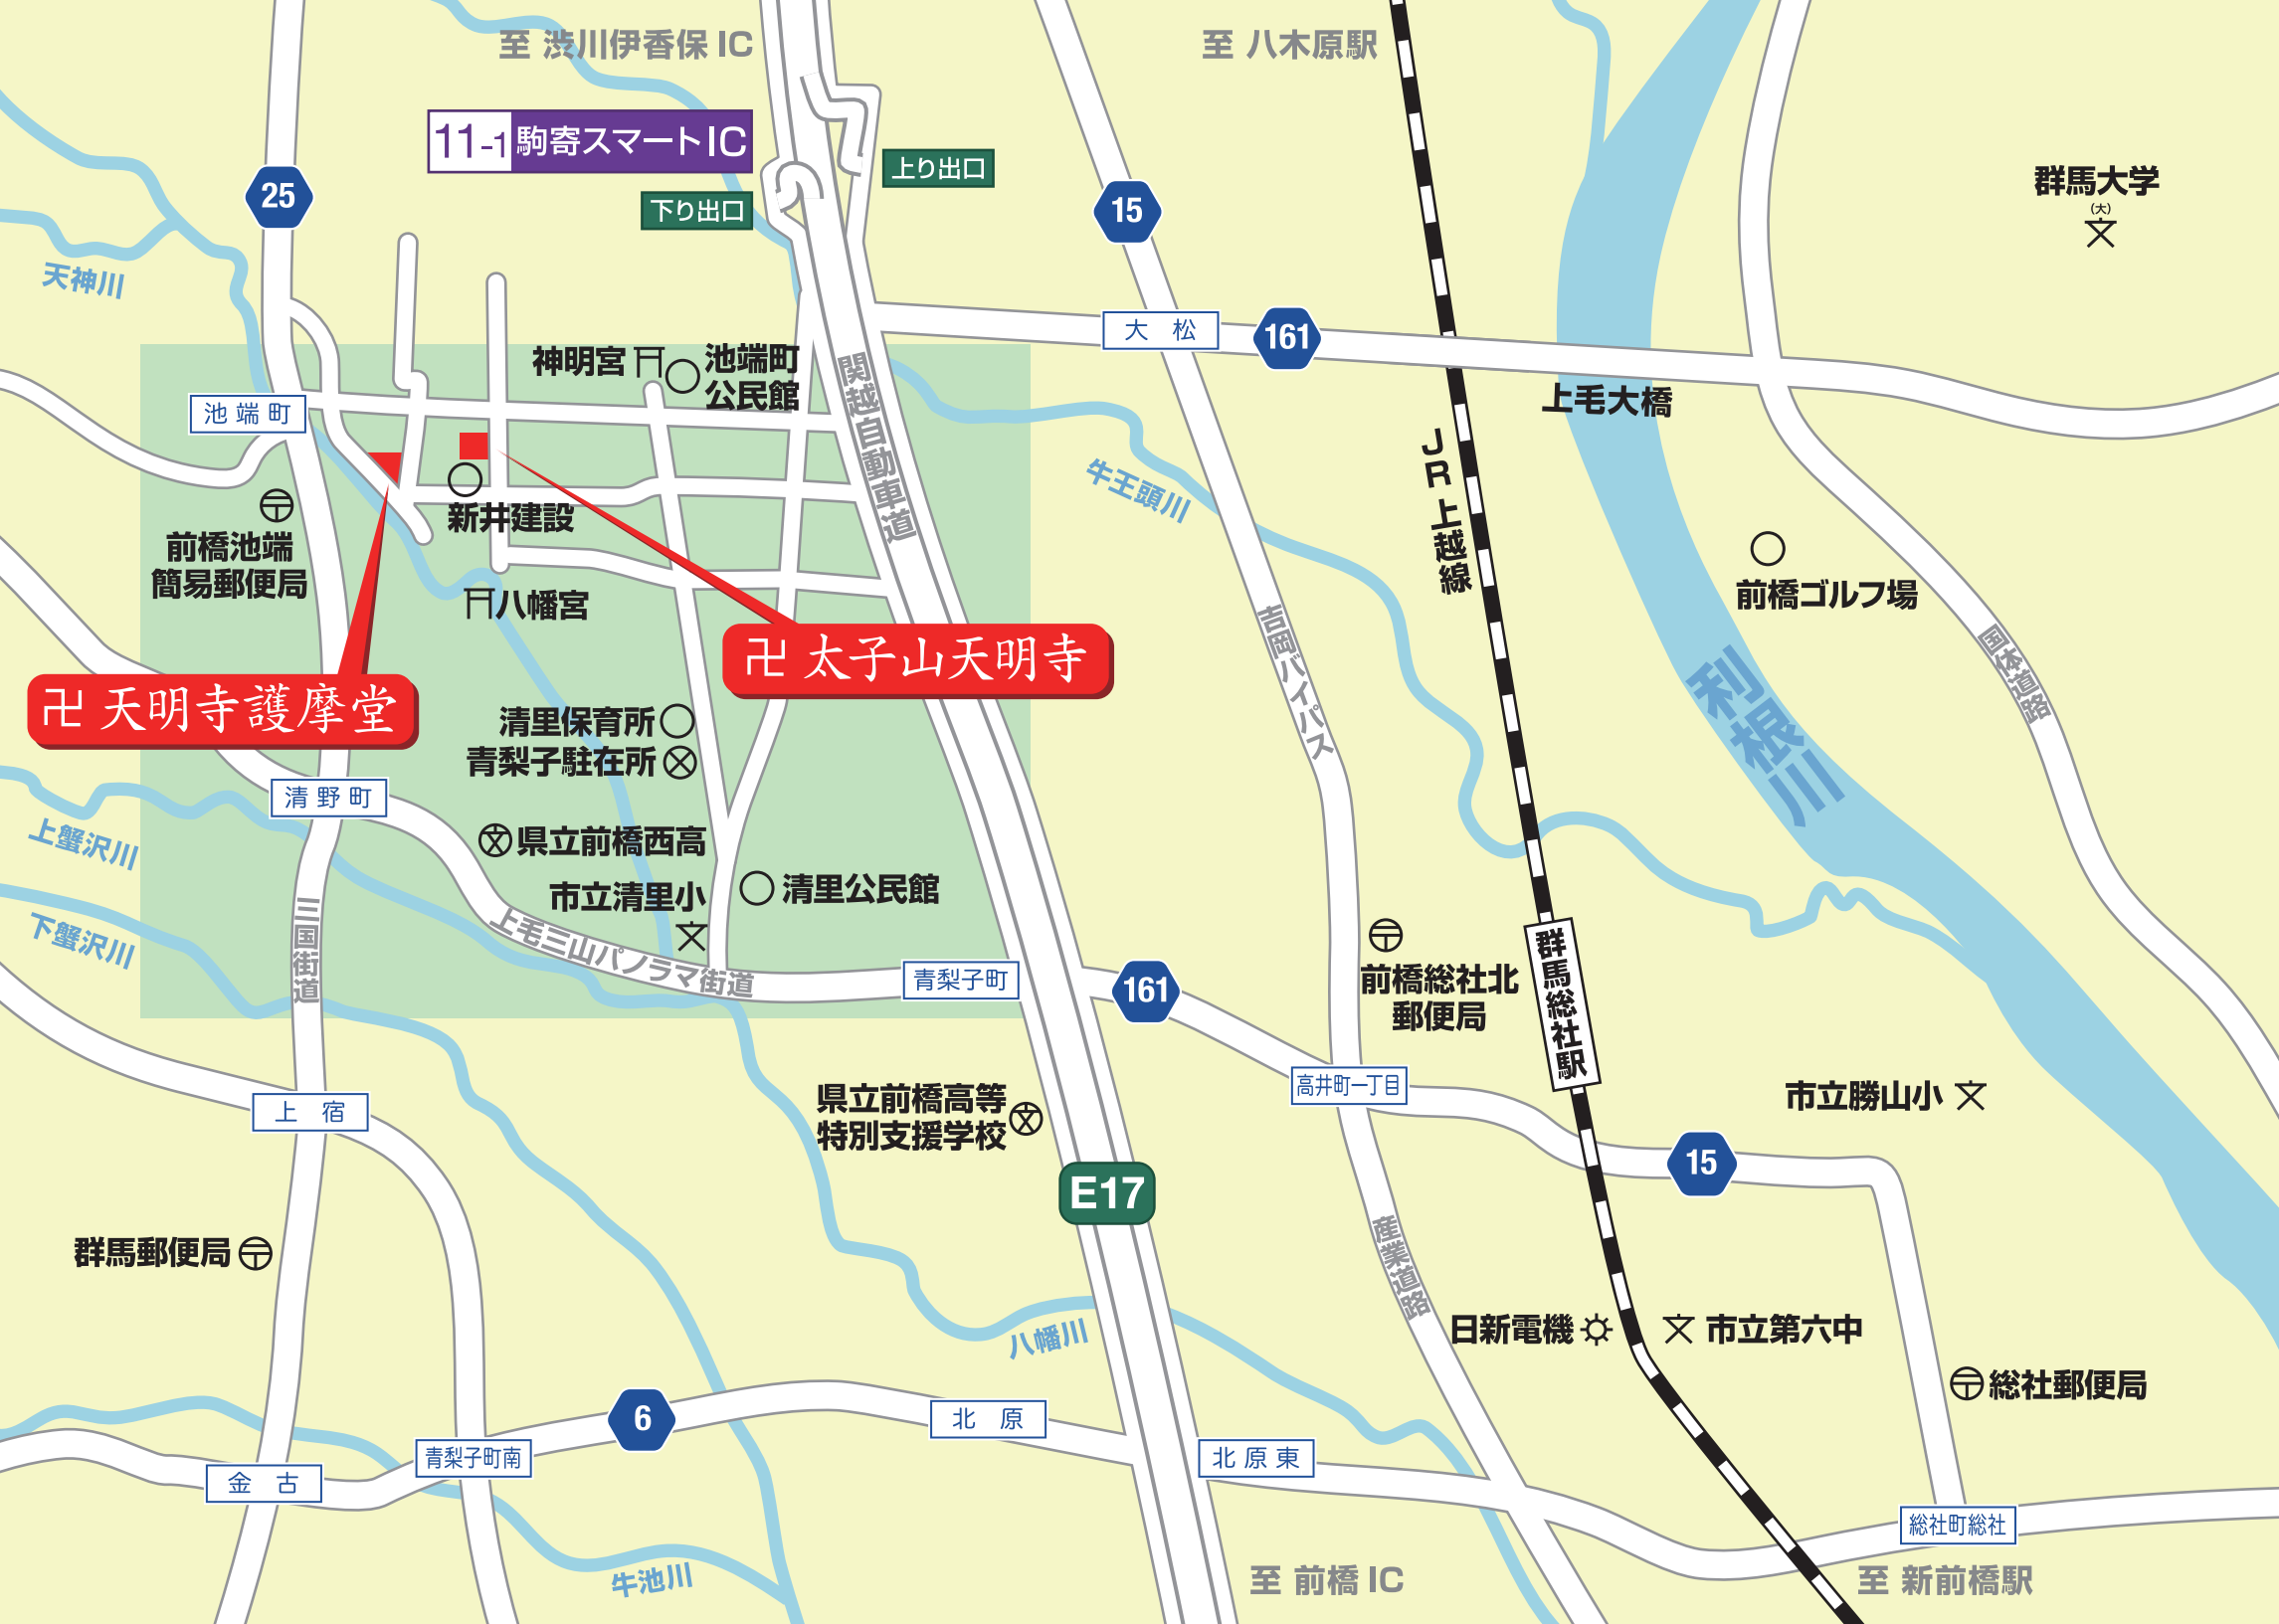 至 渋川伊香保 IC
至 八木原駅
11-1 駒寄スマートIC
上り出口
下り出口
25
15
群馬大学
(大)
天神川
大 松
161
神明宮
池端町
公民館
関越自動車道
上毛大橋
池端町
JR上越線
牛王頭川
新井建設
前橋池端
簡易郵便局
八幡宮
前橋ゴルフ場
吉岡バイパス
国体道路
卍 太子山天明寺
卍 天明寺護摩堂
利根川
清里保育所
青梨子駐在所
清野町
上蟹沢川
県立前橋西高
市立清里小
清里公民館
下蟹沢川
三国街道
上毛三山パノラマ街道
青梨子町
161
前橋総社北
郵便局
群馬総社駅
高井町一丁目
県立前橋高等
特別支援学校
上 宿
市立勝山小
15
E17
群馬郵便局
産業道路
八幡川
日新電機
市立第六中
総社郵便局
6
北 原
青梨子町南
北原東
金 古
総社町総社
牛池川
至 前橋 IC
至 新前橋駅